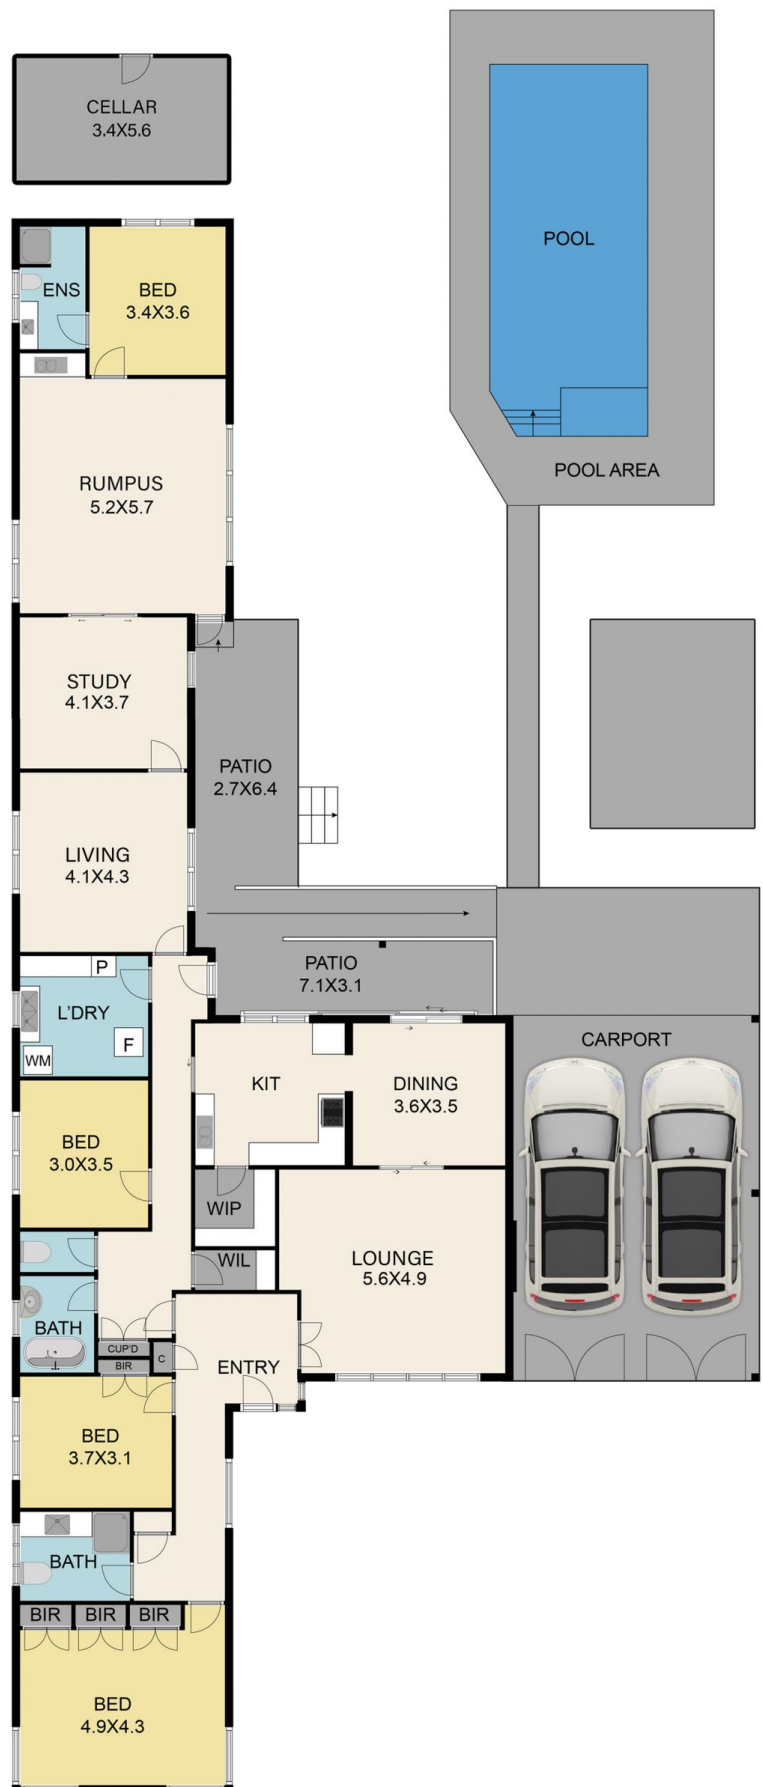 CELLAR
3.4X5.6
POOL
ENS
BED
3.4X3.6
POOL AREA
RUMPUS
5.2X5.7
STUDY
4.1X3.7
PATIO
2.7X6.4
LIVING
4.1X4.3
P
PATIO
7.1X3.1
L'DRY
F
WM
CARPORT
KIT
DINING
3.6X3.5
BED
3.0X3.5
WIP
LOUNGE
5.6X4.9
WIL
BATH
CUP'D
BIR
C
ENTRY
BED
3.7X3.1
BATH
BIR BIR BIR
BED
4.9X4.3